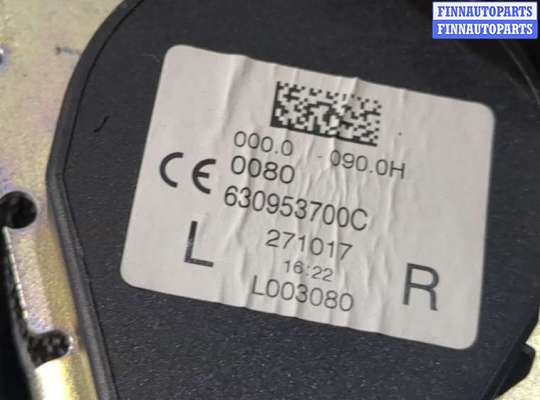 FINNAUTOPARTS
FINNAUTOPARTS
000.0 - 090.0H
CE 0080
630953700C
L 271017 R
16:22
L003080